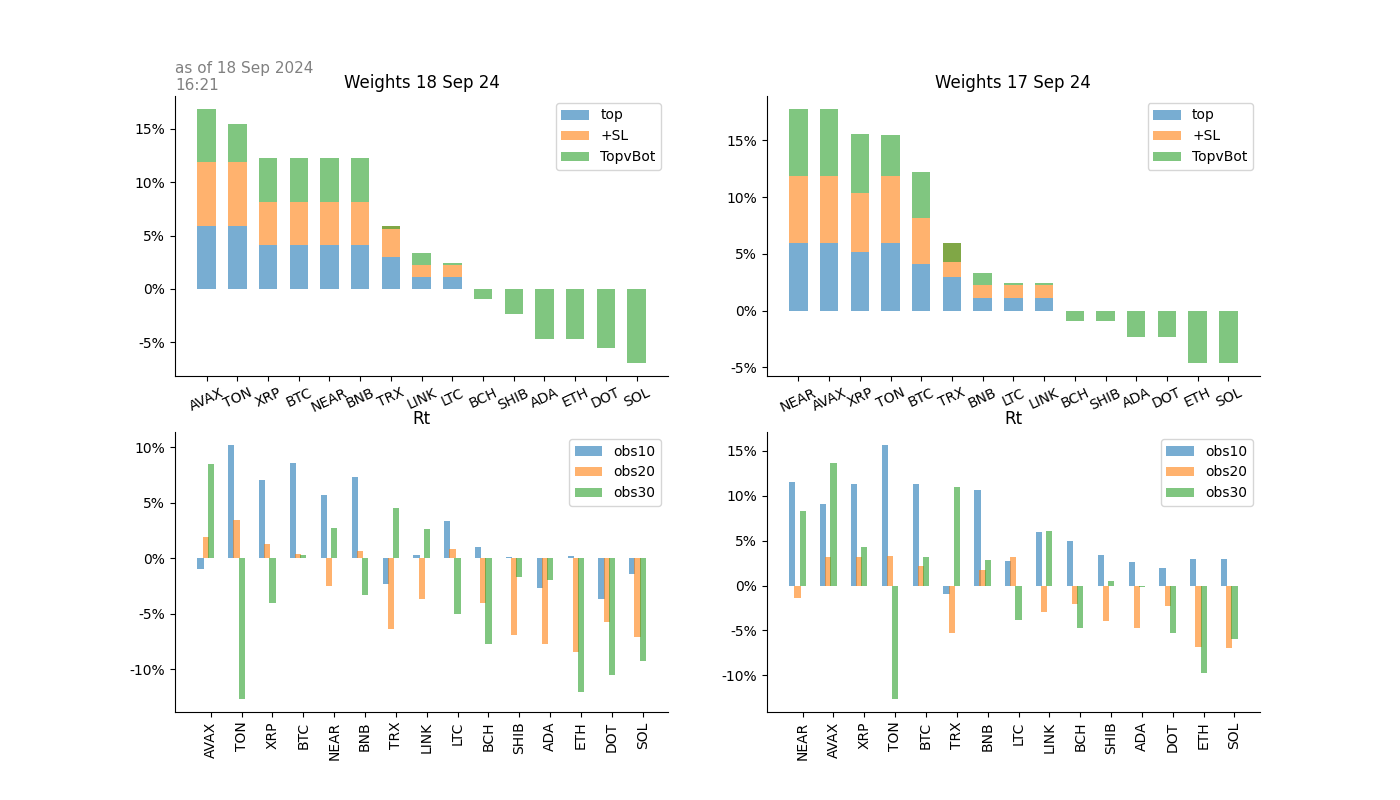 as of 18 Sep 2024
16:21
Weights 18 Sep 24
15%
10%
5%
0%
-5%
top
+SL
TopvBot
AVAX TON XRP BTC NEAR BNB TRX LINK LTC BCH SHIB ADA ETH DOT SOL
Weights 17 Sep 24
15%
10%
5%
0%
-5%
top
+SL
TopvBot
NEAR AVAX XRP TON BTC TRX BNB LTC LINK BCH SHIB ADA DOT ETH SOL
Rt
10%
5%
0%
-5%
-10%
obs10
obs20
obs30
AVAX TON XRP BTC NEAR BNB TRX LINK LTC BCH SHIB ADA ETH DOT SOL
Rt
15%
10%
5%
0%
-5%
-10%
obs10
obs20
obs30
NEAR AVAX XRP TON BTC TRX BNB LTC LINK BCH SHIB ADA DOT ETH SOL